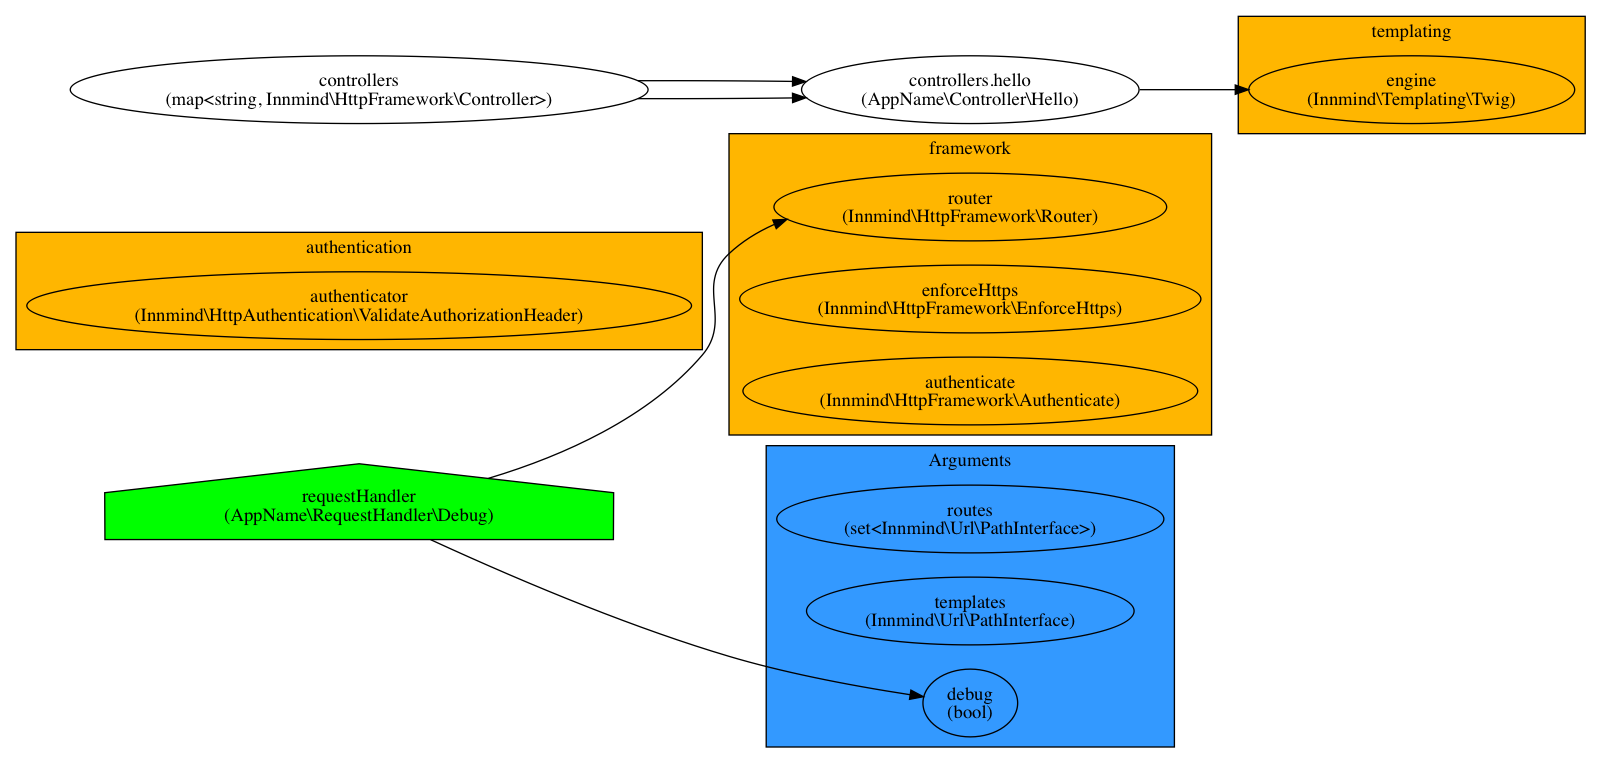 templating
controllers
(map<string, Innmind\HttpFramework\Controller>)
controllers.hello
(AppName\Controller\Hello)
engine
(Innmind\Templating\Twig)
framework
router
(Innmind\HttpFramework\Router)
authentication
authenticator
(Innmind\HttpAuthentication\ValidateAuthorizationHeader)
enforceHttps
(Innmind\HttpFramework\EnforceHttps)
authenticate
(Innmind\HttpFramework\Authenticate)
Arguments
requestHandler
(AppName\RequestHandler\Debug)
routes
(set<Innmind\Url\PathInterface>)
templates
(Innmind\Url\PathInterface)
debug
(bool)